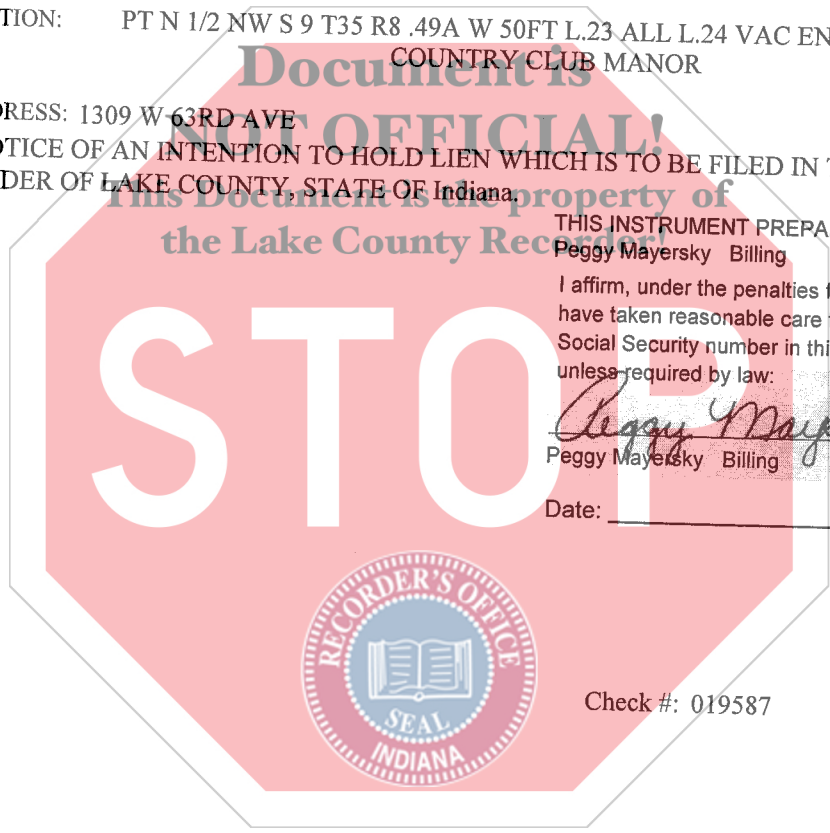 TION: PT N 1/2 NW S 9 T35 R8 .49A W 50FT L.23 ALL L.24 VAC EN
COUNTRY CLUB MANOR
Document is
RESS: 1309 W 63RD AVE
NOT OFFICIAL!
TICE OF AN INTENTION TO HOLD LIEN WHICH IS TO BE FILED IN
DER OF LAKE COUNTY, STATE OF Indiana.
This Document is the property of
the Lake County Recorder!
THIS INSTRUMENT PREPA
Peggy Mayersky Billing
I affirm, under the penalties f
have taken reasonable care
Social Security number in thi
unless required by law:
STOP
Peggy Maye
Peggy Mayersky Billing
Date:
RECORDER'S OFFICE
SEAL
INDIANA
Check #: 019587